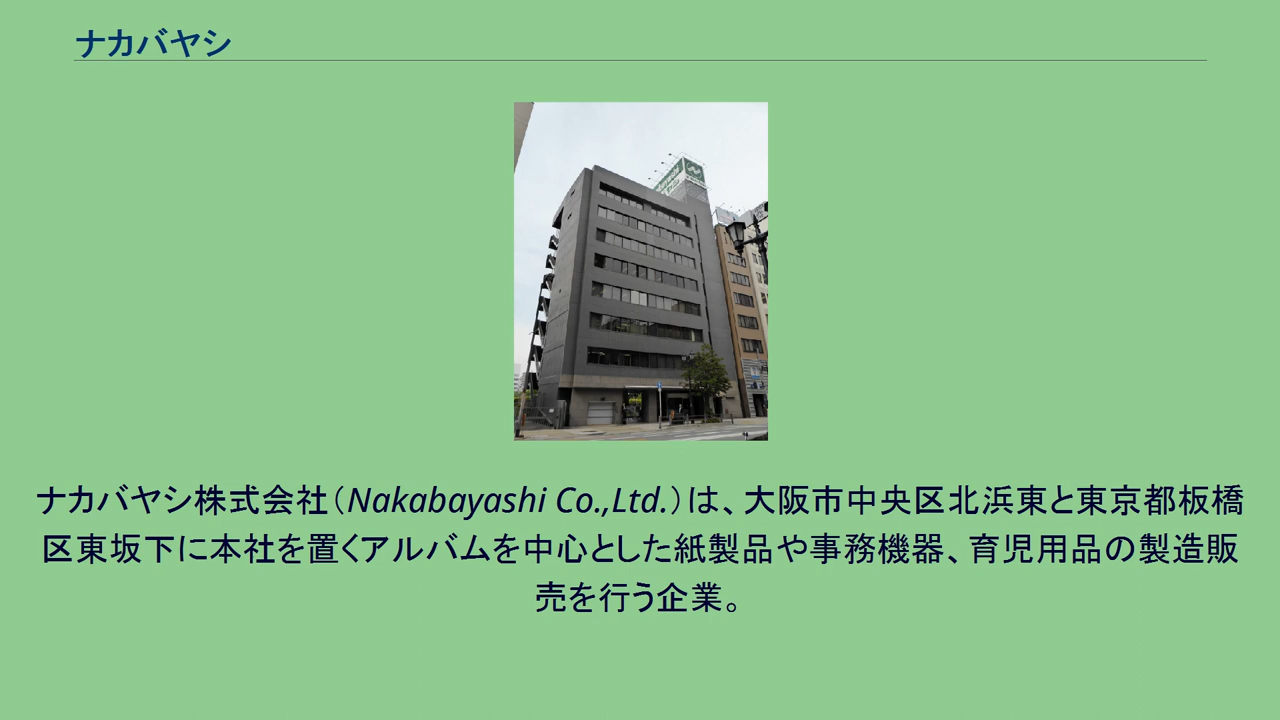 ナカバヤシ
ナカバヤシ株式会社（Nakabayashi Co.,Ltd.）は、大阪市中央区北浜東と東京都板橋
区東坂下に本社を置くアルバムを中心とした紙製品や事務機器、育児用品の製造販
売を行う企業。